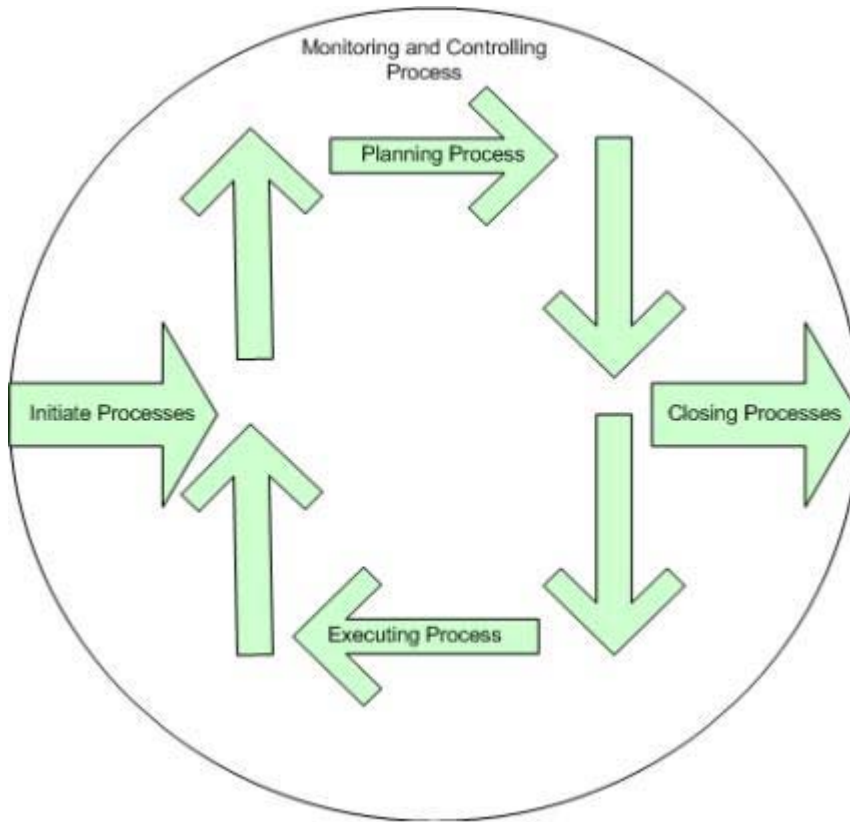 Monitoring and Controlling
Process
Planning Process
Initiate Processes
Closing Processes
Executing Process